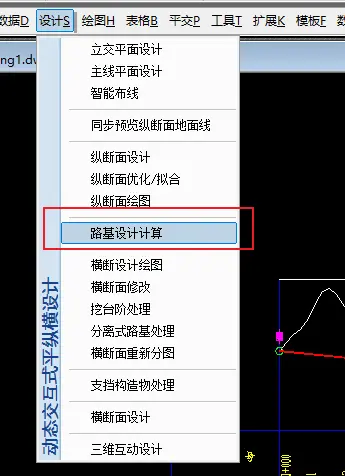 数据D 设计S 绘图H 表格B 平交P 工具T 扩展K 模板F
ng1.dw
立交平面设计
主线平面设计
智能布线
同步预览纵断面地面线
纵断面设计
纵断面优化/拟合
纵断面绘图
路基设计计算
横断设计绘图
横断面修改
挖台阶处理
分离式路基处理
横断面重新分图
支挡构造物处理
横断面设计
三维互动设计
动态交互式平纵横设计